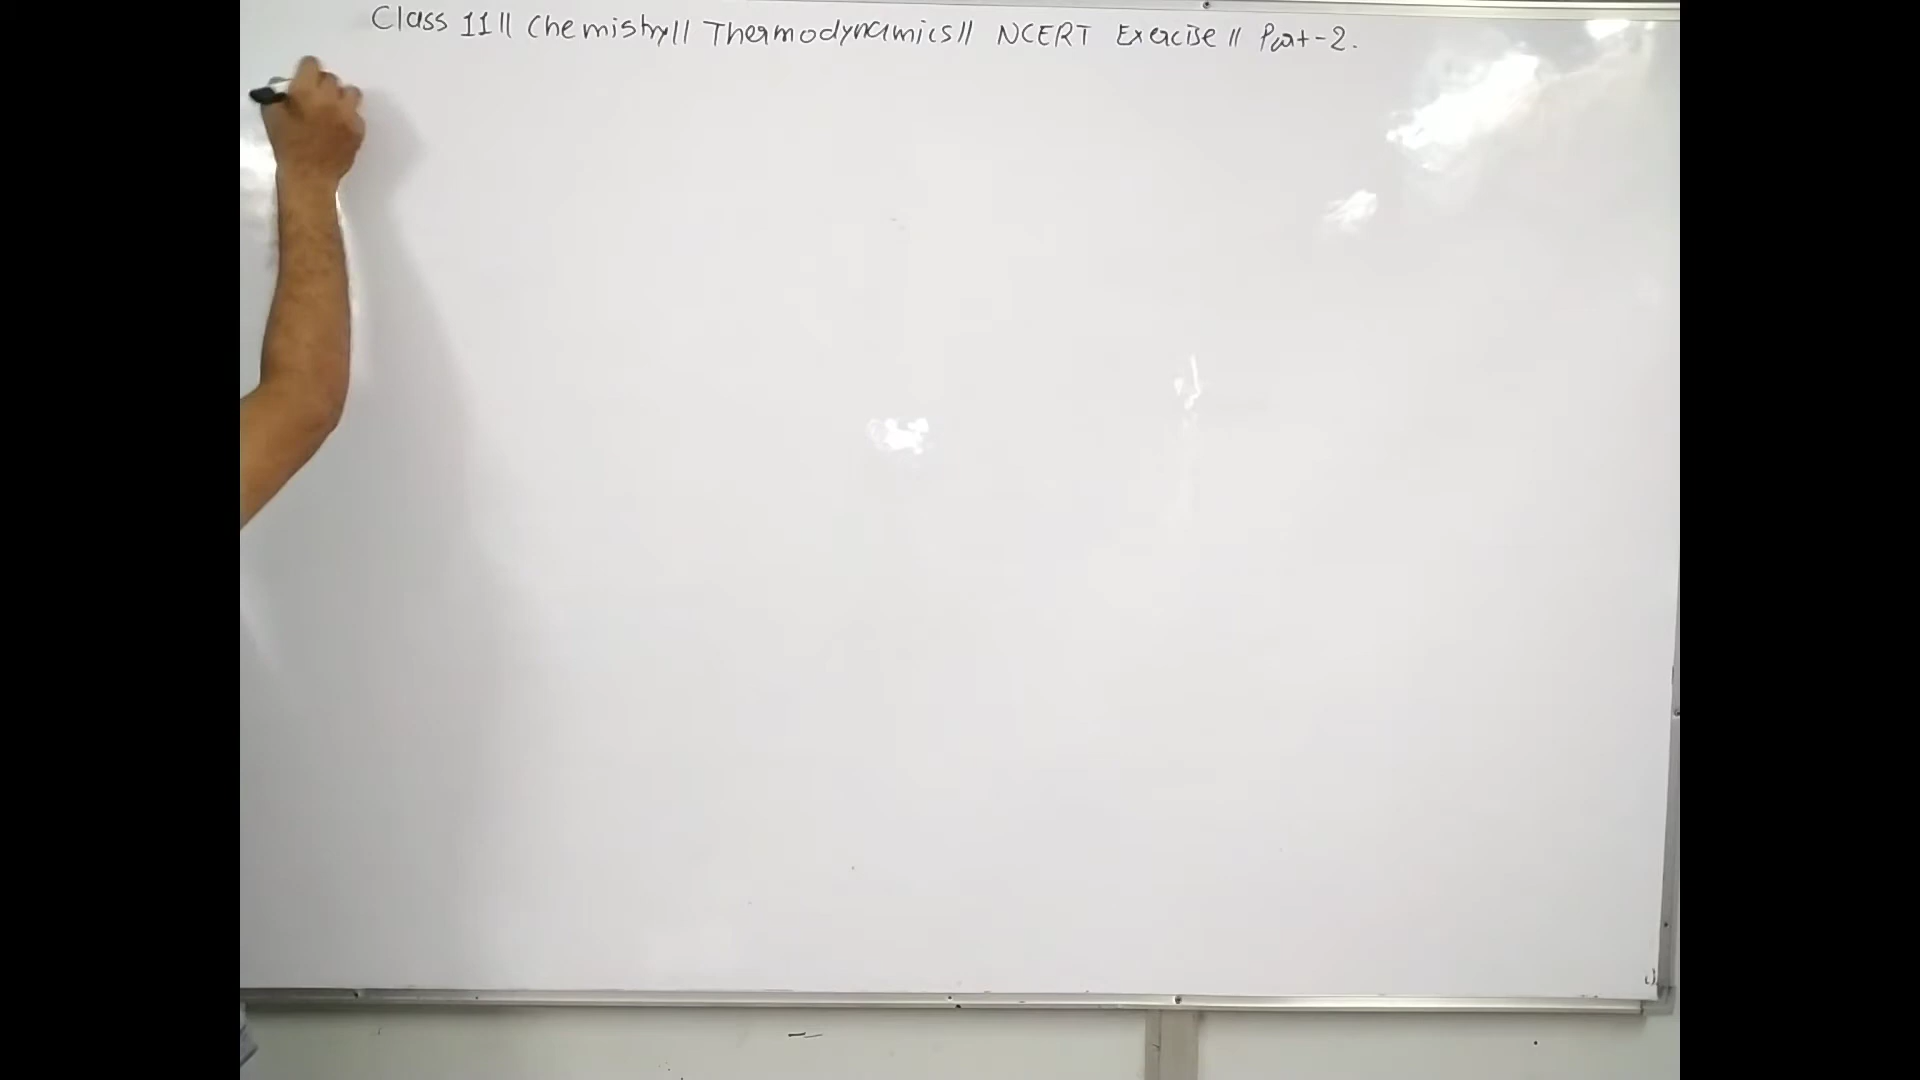 Class 11 || Chemistry || Thermodynamics || NCERT Exercise || Part-2.